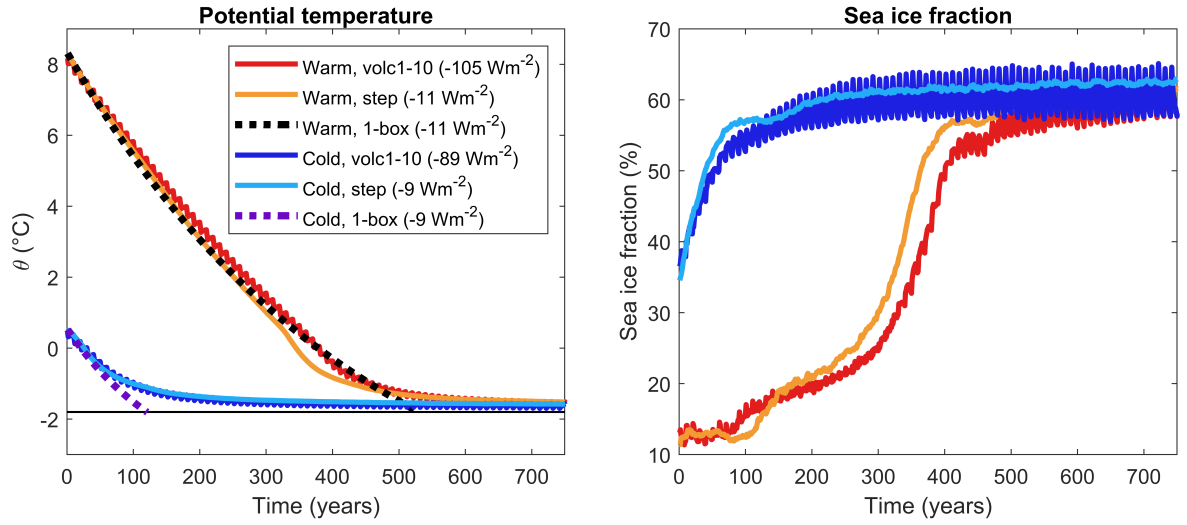 Potential temperature
8
6
4
2
0
-2
θ (°C)
0 100 200 300 400 500 600 700
Time (years)
Warm, volc1-10 (-105 Wm⁻²)
Warm, step (-11 Wm⁻²)
Warm, 1-box (-11 Wm⁻²)
Cold, volc1-10 (-89 Wm⁻²)
Cold, step (-9 Wm⁻²)
Cold, 1-box (-9 Wm⁻²)
Sea ice fraction
70
60
50
40
30
20
10
Sea ice fraction (%)
0 100 200 300 400 500 600 700
Time (years)